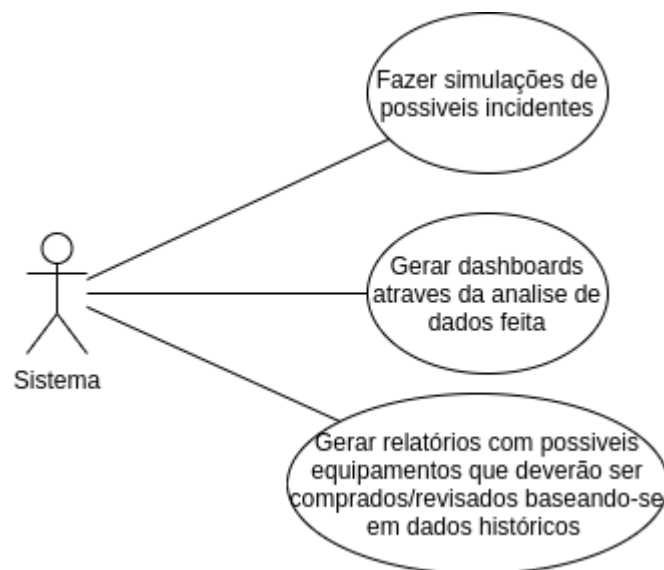 Fazer simulações de
possiveis incidentes
Gerar dashboards
atraves da analise de
dados feita
Sistema
Gerar relatórios com possiveis
equipamentos que deverão ser
comprados/revisados baseando-se
em dados históricos